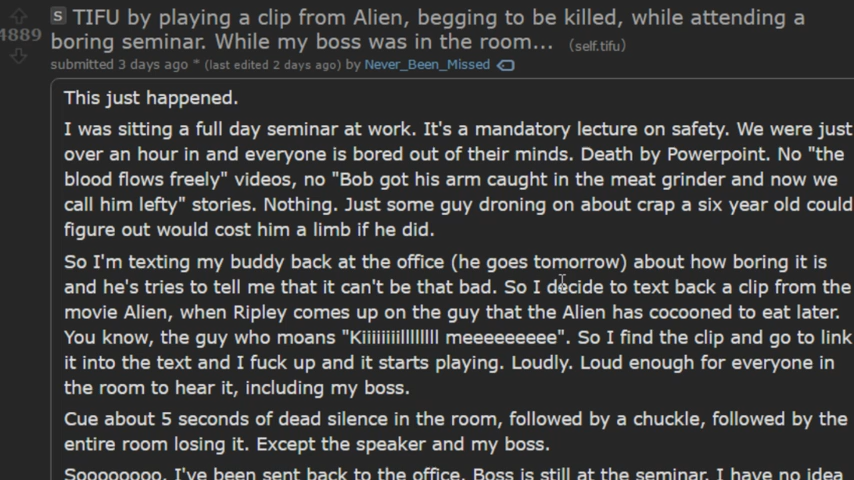 S TIFU by playing a clip from Alien, begging to be killed, while attending a
4889 boring seminar. While my boss was in the room... (self.tifu)
submitted 3 days ago * (last edited 2 days ago) by Never_Been_Missed
This just happened.
I was sitting a full day seminar at work. It's a mandatory lecture on safety. We were just
over an hour in and everyone is bored out of their minds. Death by Powerpoint. No "the
blood flows freely" videos, no "Bob got his arm caught in the meat grinder and now we
call him lefty" stories. Nothing. Just some guy droning on about crap a six year old could
figure out would cost him a limb if he did.
So I'm texting my buddy back at the office (he goes tomorrow) about how boring it is
and he's tries to tell me that it can't be that bad. So I decide to text back a clip from the
movie Alien, when Ripley comes up on the guy that the Alien has cocooned to eat later.
You know, the guy who moans "Kiiiiiiiillllllll meeeeeeeee". So I find the clip and go to link
it into the text and I fuck up and it starts playing. Loudly. Loud enough for everyone in
the room to hear it, including my boss.
Cue about 5 seconds of dead silence in the room, followed by a chuckle, followed by the
entire room losing it. Except the speaker and my boss.
Soooooooo. I've been sent back to the office. Boss is still at the seminar. I have no idea